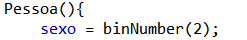 Pessoa(){
    sexo = binNumber(2);